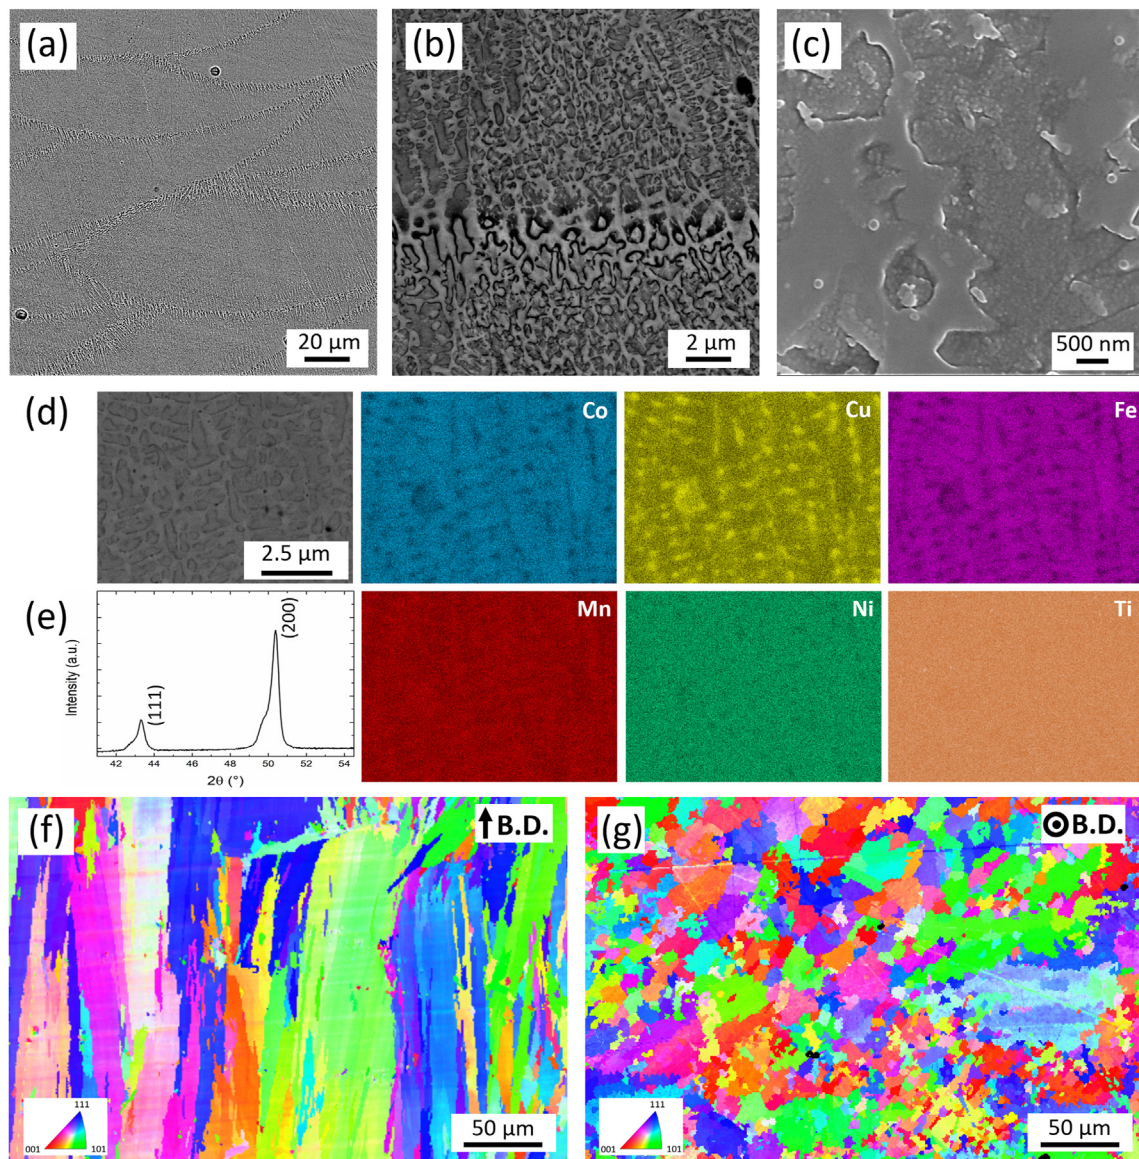 (a)
20 μm
(b)
2 μm
(c)
500 nm
(d)
2.5 μm
Co
Cu
Fe
(e)
Intensity (a.u.)
(111)
(200)
42 44 46 48 50 52 54
2θ (°)
Mn
Ni
Ti
(f)
B.D.
111
001 101
50 μm
(g)
B.D.
111
001 101
50 μm